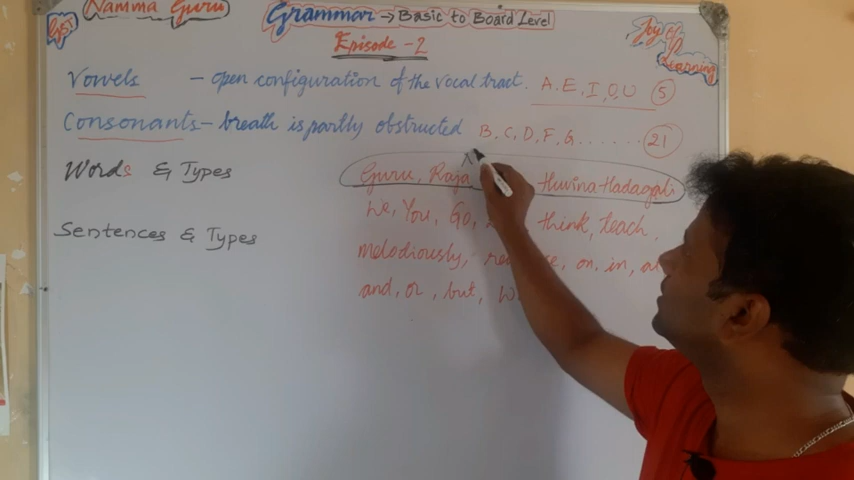 Namma Guru
Grammar → Basic to Board Level
Episode - 2
Joy of Learning
Vowels - open configuration of the vocal tract. A, E, I, O, U 5
Consonants - breath is partly obstructed B, C, D, F, G....... 21
Words & Types Guru, Raja Huvina-Hadagali
We, You, Go, think, teach,
Sentences & Types
melodiously, on, in,
and, or, but,